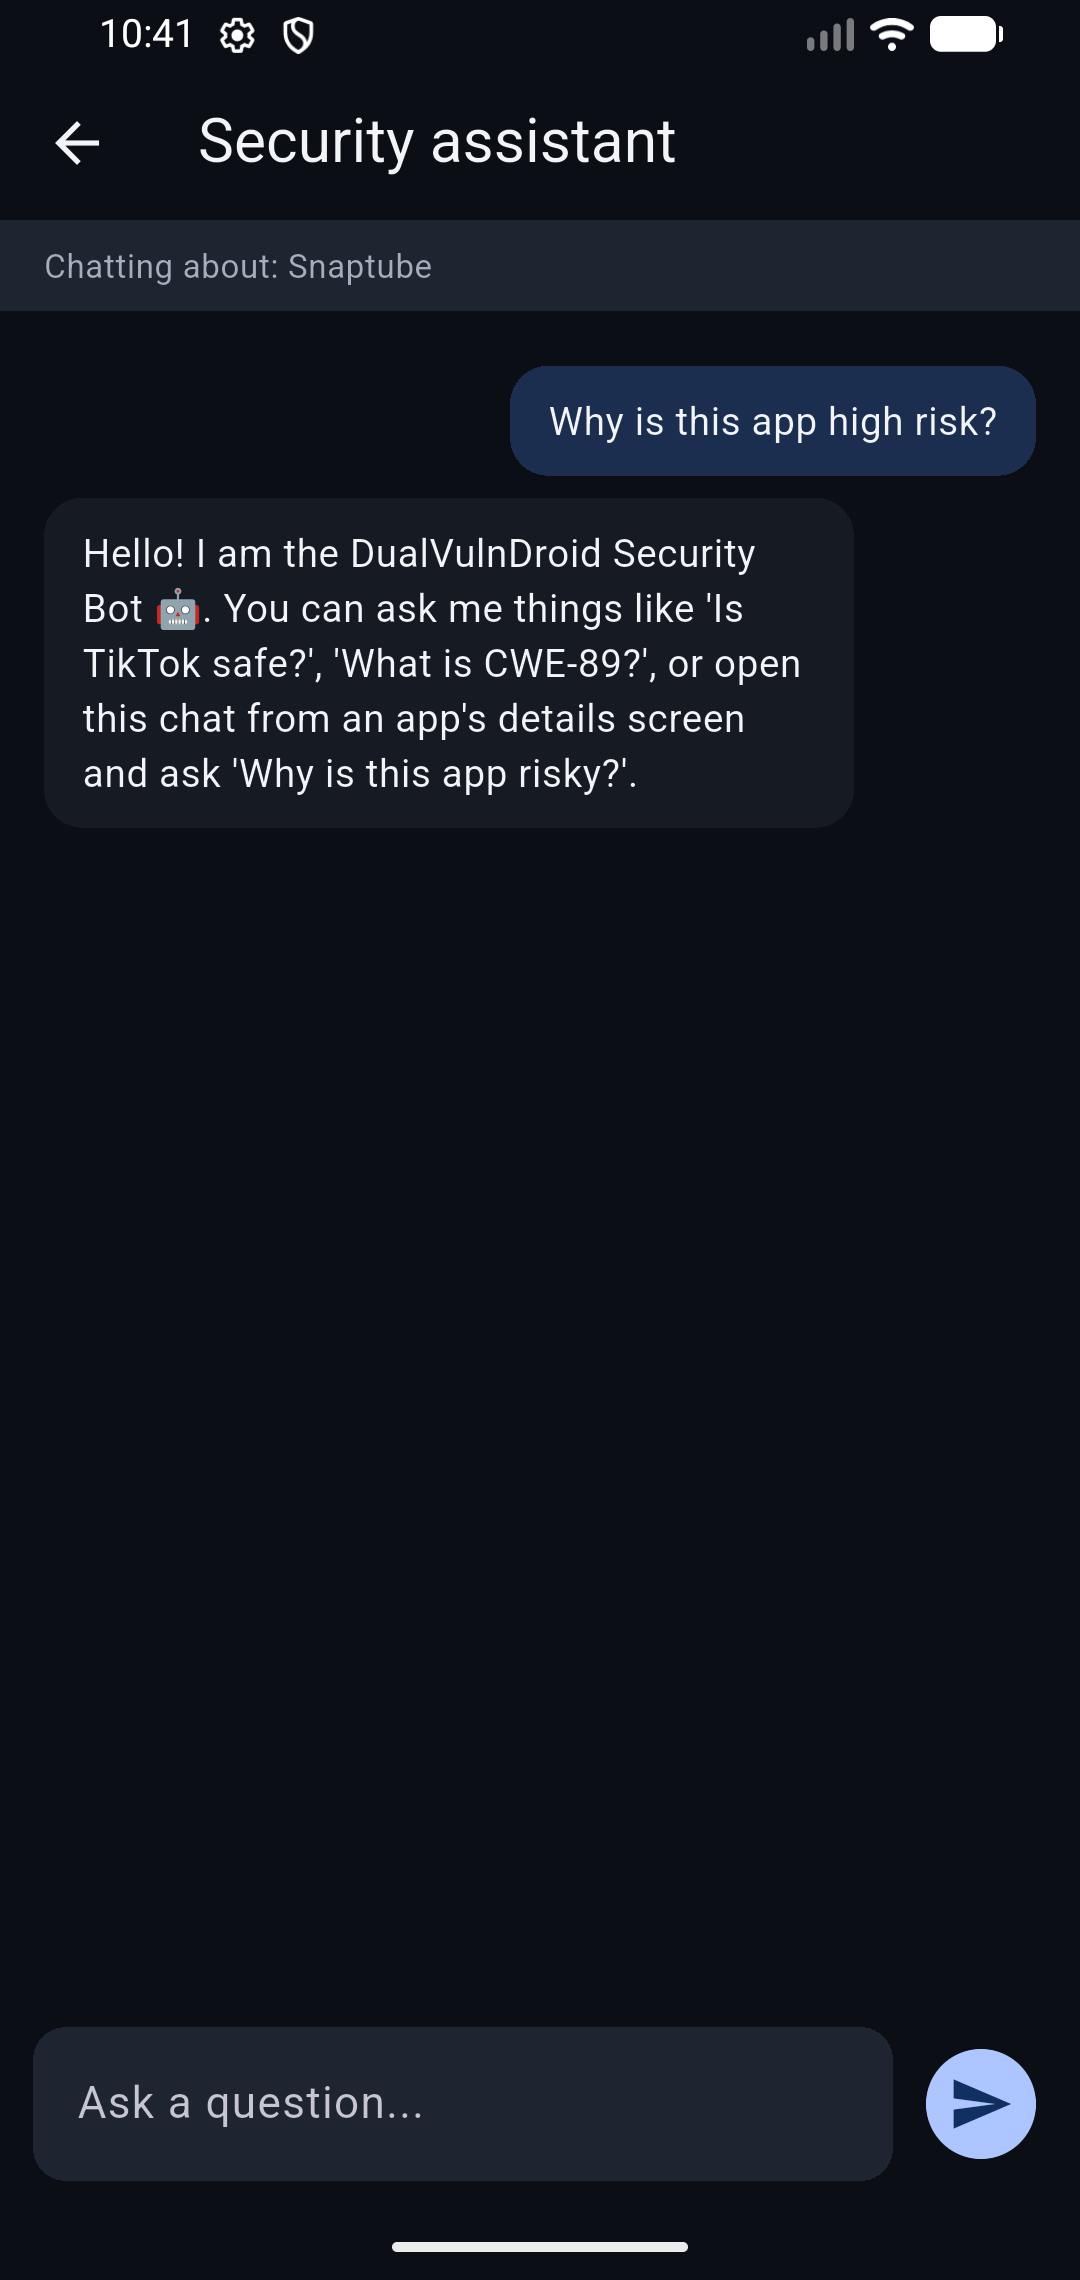 10:41
Security assistant
Chatting about: Snaptube
Why is this app high risk?
Hello! I am the DualVulnDroid Security
Bot 🤖. You can ask me things like 'Is
TikTok safe?', 'What is CWE-89?', or open
this chat from an app's details screen
and ask 'Why is this app risky?'.
Ask a question...